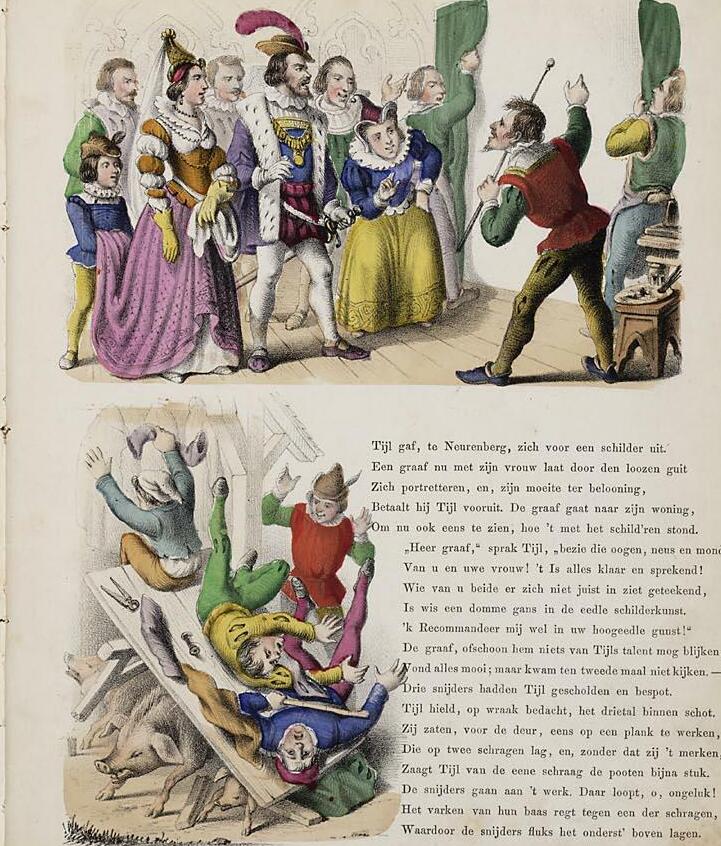 Tijl gaf, te Neurenberg, zich voor een schilder uit.
Een graaf nu met zijn vrouw laat door den loozen guit
Zich portretteren, en, zijn moeite ter belooning,
Betaalt hij Tijl vooruit. De graaf gaat naar zijn woning,
Om nu ook eens te zien, hoe 't met het schild'ren stond.
„Heer graaf,“ sprak Tijl, „bezie die oogen, neus en mond
Van u en uwe vrouw! 't Is alles klaar en sprekend!
Wie van u beide er zich niet juist in ziet geteekend,
Is wis een domme gans in de eedle schilderkunst.
'k Recommandeer mij wel in uw hoogedle gunst!“
De graaf, ofschoon hem niets van Tijls talent mog blijken
Vond alles mooi; maar kwam ten tweede maal niet kijken. —
Drie snijders hadden Tijl gescholden en bespot.
Tijl hield, op wraak bedacht, het drietal binnen schot.
Zij zaten, voor de deur, eens op een plank te werken,
Die op twee schragen lag, en, zonder dat zij 't merken,
Zaagt Tijl van de eene schraag de pooten bijna stuk.
De snijders gaan aan 't werk. Daar loopt, o, ongeluk!
Het varken van hun baas regt tegen een der schragen,
Waardoor de snijders fluks het onderst' boven lagen.